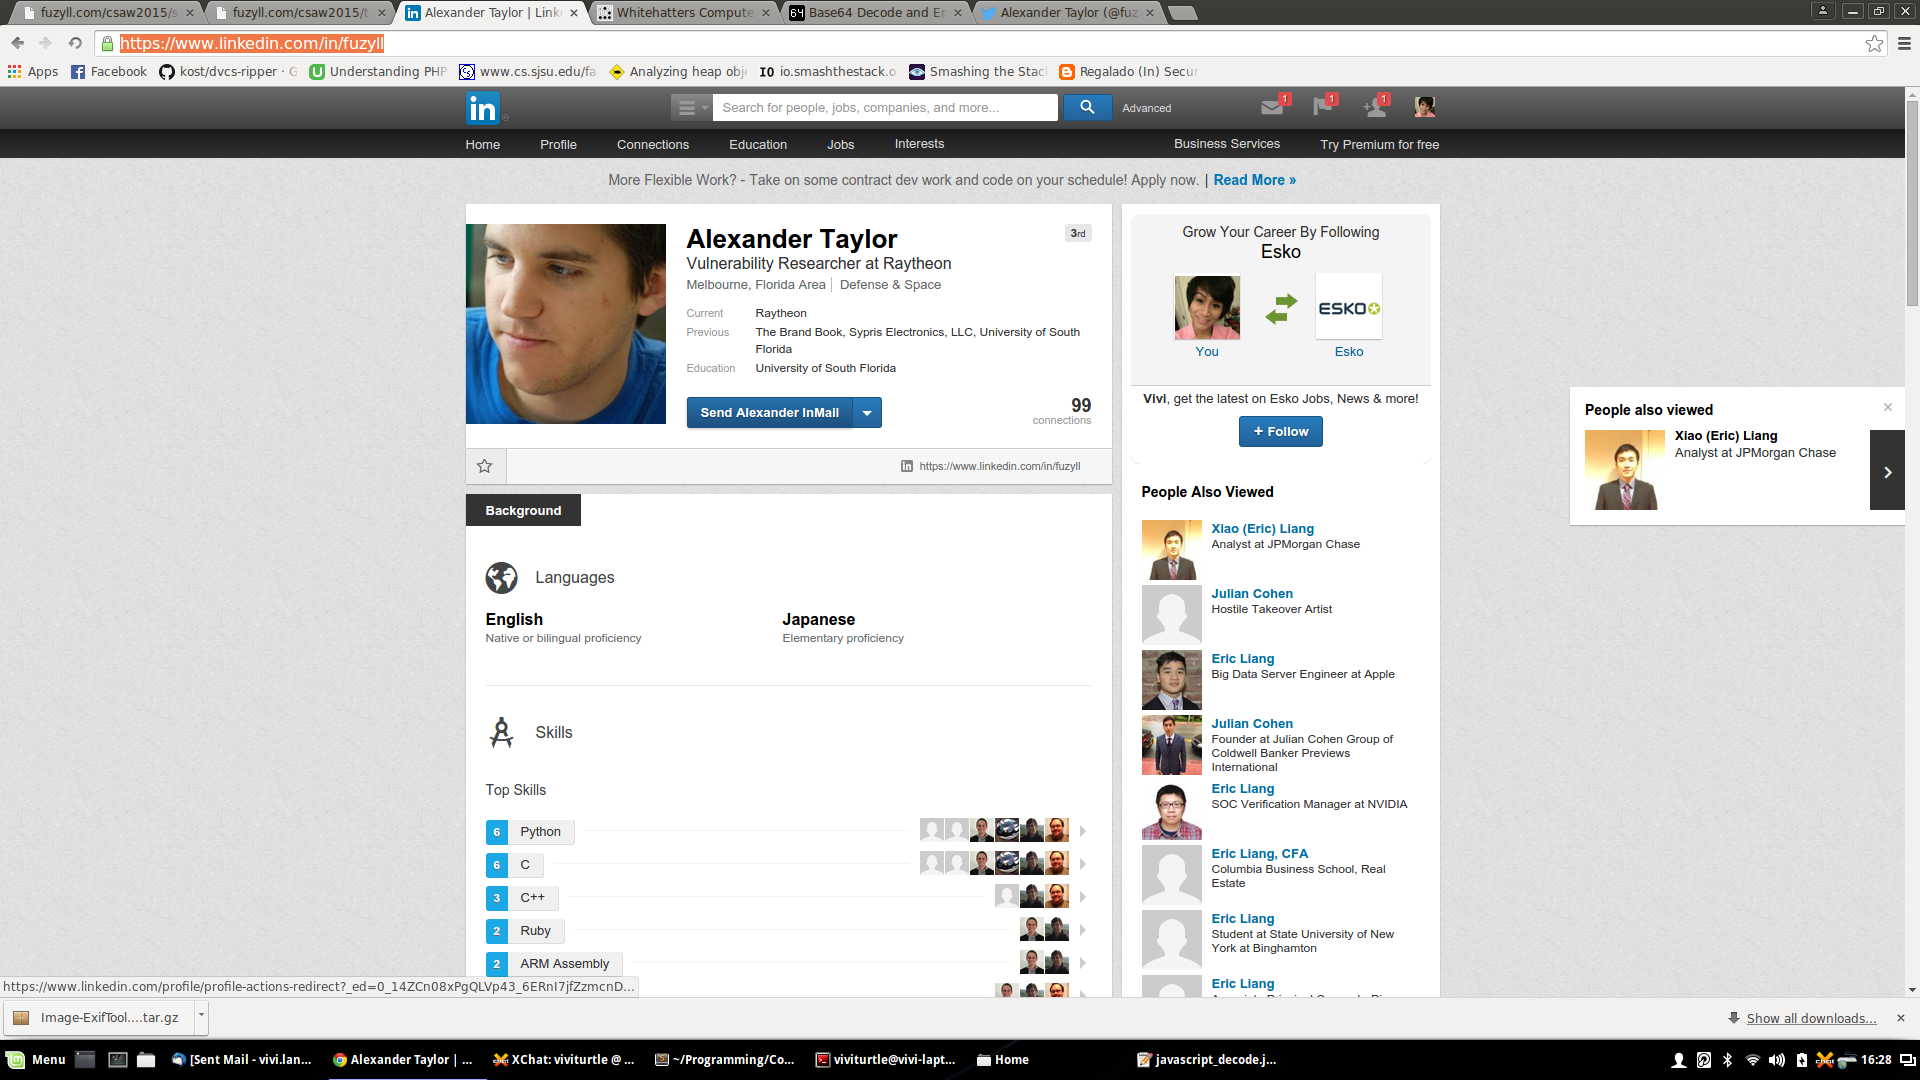 fuzyll.com/csaw2015/s
fuzyll.com/csaw2015/t
Alexander Taylor | Link
Whitehatters Compute
Base64 Decode and En
Alexander Taylor (@fuz
https://www.linkedin.com/in/fuzyll
Apps
Facebook
kost/dvcs-ripper · G
Understanding PHP
www.cs.sjsu.edu/fa
Analyzing heap obj
io.smashthestack.o
Smashing the Stac
Regalado (In) Secu
in
Search for people, jobs, companies, and more...
Advanced
1
1
1
Home
Profile
Connections
Education
Jobs
Interests
Business Services
Try Premium for free
More Flexible Work? - Take on some contract dev work and code on your schedule! Apply now. | Read More »
Alexander Taylor
3rd
Vulnerability Researcher at Raytheon
Melbourne, Florida Area | Defense & Space
Current Raytheon
Previous The Brand Book, Sypris Electronics, LLC, University of South
Florida
Education University of South Florida
Send Alexander InMail
99
connections
https://www.linkedin.com/in/fuzyll
Background
Languages
English
Native or bilingual proficiency
Japanese
Elementary proficiency
Skills
Top Skills
6 Python
6 C
3 C++
2 Ruby
2 ARM Assembly
Grow Your Career By Following
Esko
ESKO
You
Esko
Vivi, get the latest on Esko Jobs, News & more!
+ Follow
People Also Viewed
Xiao (Eric) Liang
Analyst at JPMorgan Chase
Julian Cohen
Hostile Takeover Artist
Eric Liang
Big Data Server Engineer at Apple
Julian Cohen
Founder at Julian Cohen Group of
Coldwell Banker Previews
International
Eric Liang
SOC Verification Manager at NVIDIA
Eric Liang, CFA
Columbia Business School, Real
Estate
Eric Liang
Student at State University of New
York at Binghamton
Eric Liang
People also viewed
Xiao (Eric) Liang
Analyst at JPMorgan Chase
https://www.linkedin.com/profile/profile-actions-redirect?_ed=0_14ZCn08xPgQLVp43_6ERnI7jfZzmcnD...
Image-ExifTool....tar.gz
Show all downloads...
Menu
[Sent Mail - vivi.lan...
Alexander Taylor | ...
XChat: viviturtle @ ...
~/Programming/Co...
viviturtle@vivi-lapt...
Home
javascript_decode.j...
16:28